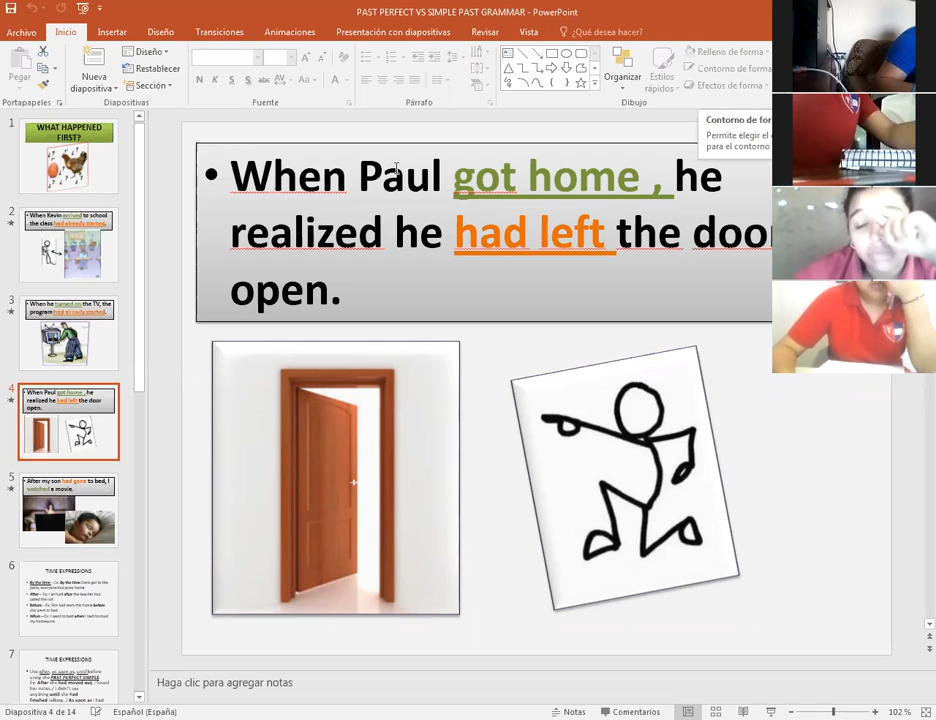 PAST PERFECT VS SIMPLE PAST GRAMMAR - PowerPoint
Archivo Inicio Insertar Diseño Transiciones Animaciones Presentación con diapositivas Revisar Vista ¿Qué desea hacer?
Pegar
Nueva diapositiva
Diseño
Restablecer
Sección
N K S S abc AV Aa A
Organizar
Estilos rápidos
Relleno de forma
Contorno de forma
Efectos de forma
Portapapeles Diapositivas Fuente Párrafo Dibujo
Contorno de for
Permite elegir el
para el contorno
1
WHAT HAPPENED
FIRST?
2
When Kevin arrived to school
the class had already started.
3
When he turned on the TV, the
program had already started.
4
When Paul got home , he
realized he had left the door
open.
5
After my son had gone to bed, I
watched a movie.
6
TIME EXPRESSIONS
7
TIME EXPRESSIONS
• When Paul got home , he
realized he had left the door
open.
Haga clic para agregar notas
Diapositiva 4 de 14 Español (España) Notas Comentarios 102 %